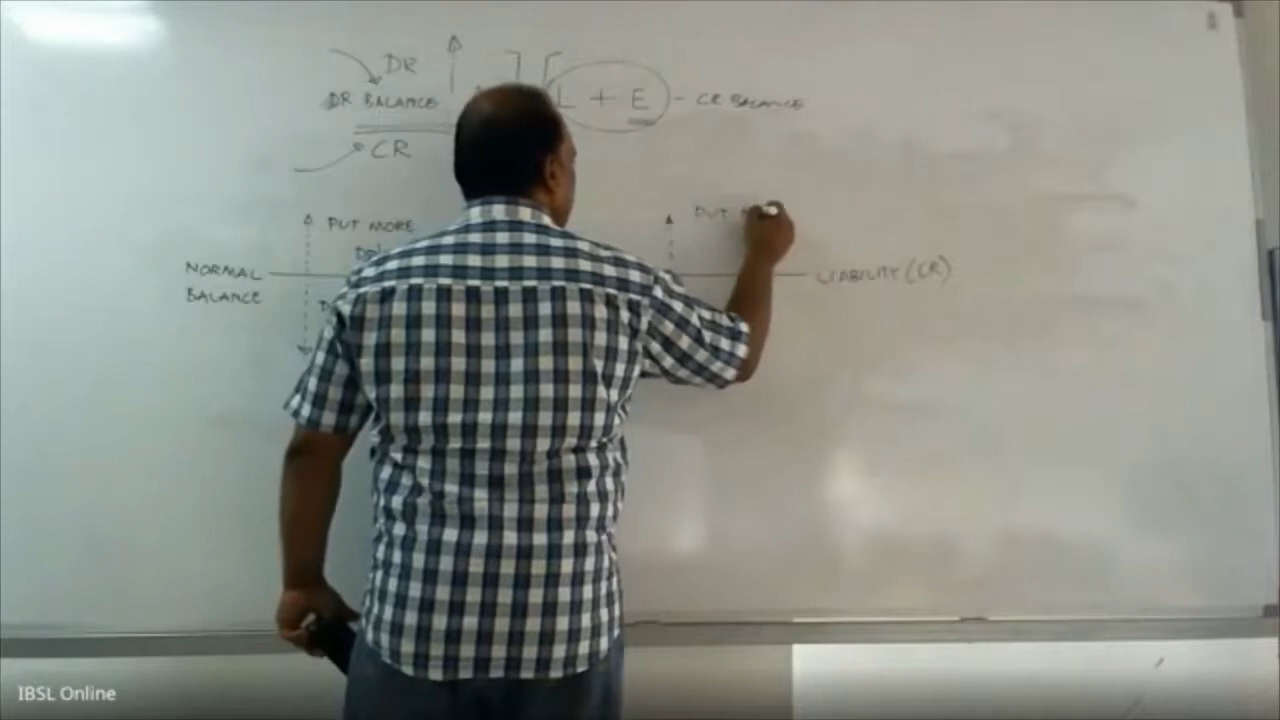 DR
DR BALANCE
L + E - CR BALANCE
CR
PUT MORE
PUT
NORMAL
BALANCE
LIABILITY (CR)
IBSL Online